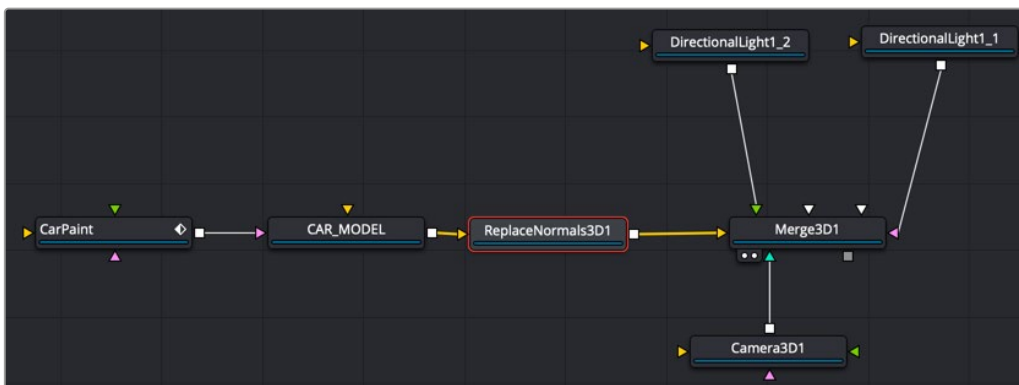 DirectionalLight1_2
DirectionalLight1_1
CarPaint
CAR_MODEL
ReplaceNormals3D1
Merge3D1
Camera3D1